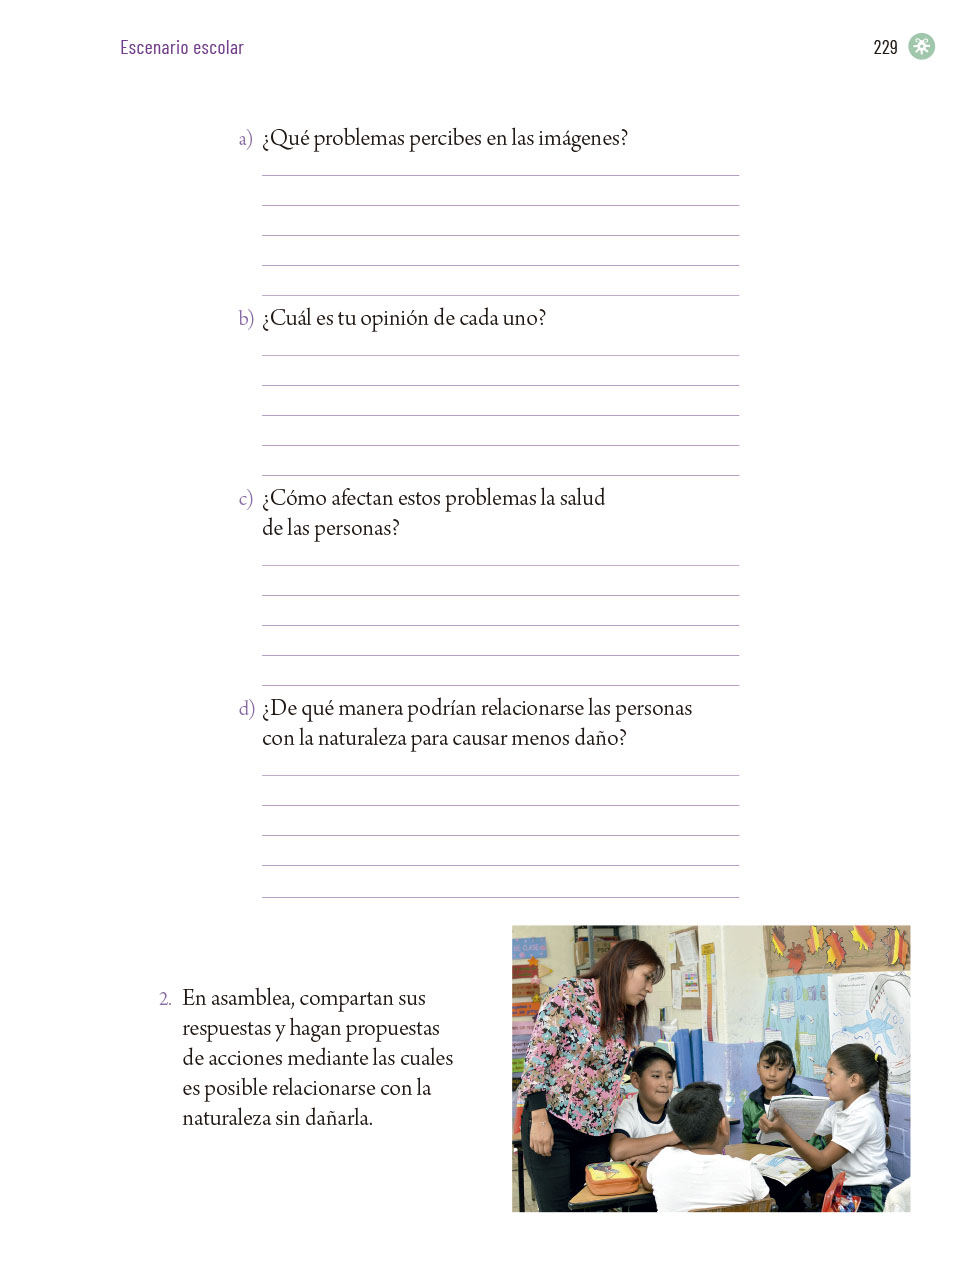 Escenario escolar
229
a) ¿Qué problemas percibes en las imágenes?
b) ¿Cuál es tu opinión de cada uno?
c) ¿Cómo afectan estos problemas la salud
de las personas?
d) ¿De qué manera podrían relacionarse las personas
con la naturaleza para causar menos daño?
2. En asamblea, compartan sus
respuestas y hagan propuestas
de acciones mediante las cuales
es posible relacionarse con la
naturaleza sin dañarla.